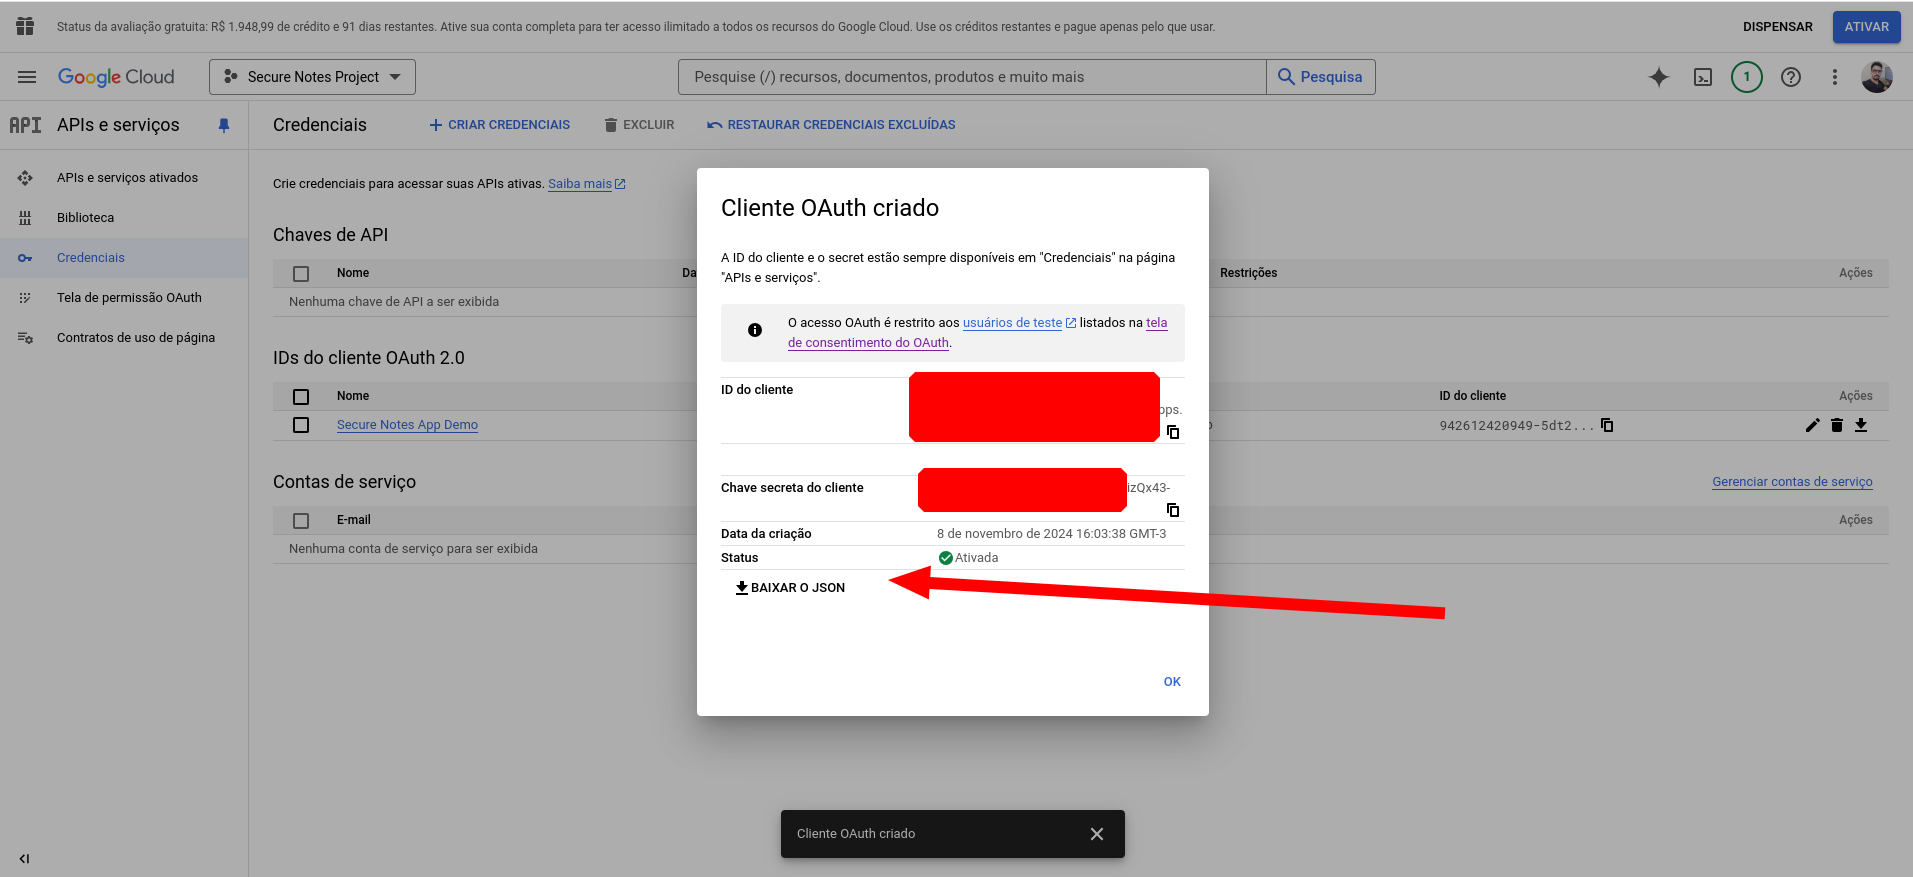 Status da avaliação gratuita: R$ 1.948,99 de crédito e 91 dias restantes. Ative sua conta completa para ter acesso ilimitado a todos os recursos do Google Cloud. Use os créditos restantes e pague apenas pelo que usar.
DISPENSAR
ATIVAR
Google Cloud
Secure Notes Project
Pesquise (/) recursos, documentos, produtos e muito mais
Pesquisa
1
API
APIs e serviços
Credenciais
CRIAR CREDENCIAIS
EXCLUIR
RESTAURAR CREDENCIAIS EXCLUÍDAS
APIs e serviços ativados
Biblioteca
Credenciais
Tela de permissão OAuth
Contratos de uso de página
Crie credenciais para acessar suas APIs ativas. Saiba mais
Chaves de API
Nome
Da
Restrições
Ações
Nenhuma chave de API a ser exibida
IDs do cliente OAuth 2.0
Nome
ID do cliente
Ações
Secure Notes App Demo
942612420949-5dt2...
Contas de serviço
Gerenciar contas de serviço
E-mail
Ações
Nenhuma conta de serviço para ser exibida
Cliente OAuth criado
A ID do cliente e o secret estão sempre disponíveis em "Credenciais" na página
"APIs e serviços".
O acesso OAuth é restrito aos usuários de teste listados na tela
de consentimento do OAuth.
ID do cliente
ps.
Chave secreta do cliente
izQx43-
Data da criação
8 de novembro de 2024 16:03:38 GMT-3
Status
Ativada
BAIXAR O JSON
OK
Cliente OAuth criado